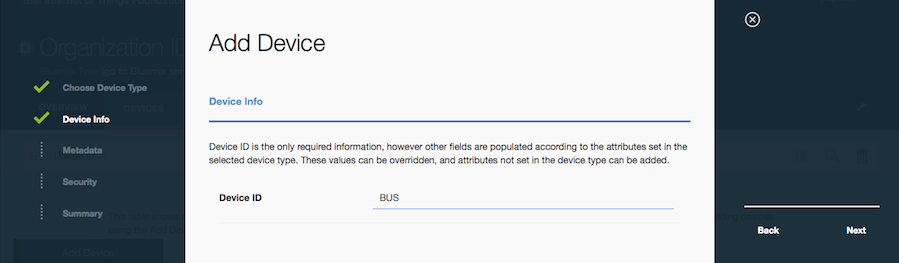 Organization ID
Add Device
Choose Device Type
Device Info
Metadata
Security
Summary
Device Info
Device ID is the only required information, however other fields are populated according to the attributes set in the
selected device type. These values can be overridden, and attributes not set in the device type can be added.
Device ID
BUS
Back
Next
Add Device